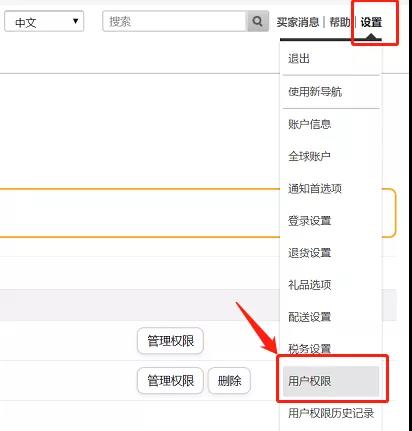 中文 搜索 买家消息 | 帮助 | 设置
退出
使用新导航
账户信息
全球账户
通知首选项
登录设置
退货设置
礼品选项
配送设置
管理权限 税务设置
管理权限 删除 用户权限
用户权限历史记录